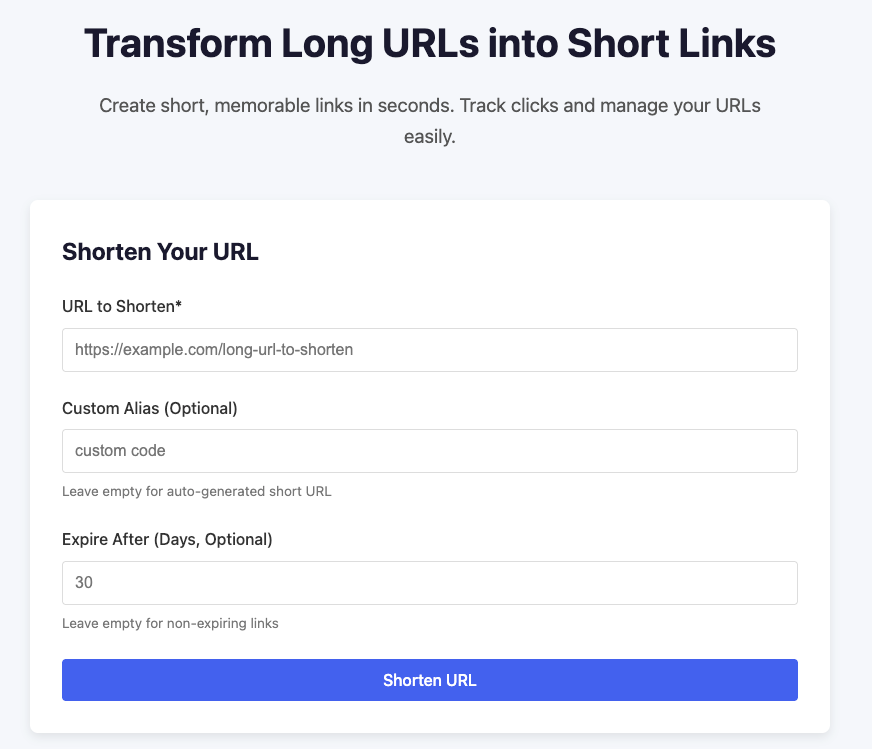 Transform Long URLs into Short Links
Create short, memorable links in seconds. Track clicks and manage your URLs
easily.
Shorten Your URL
URL to Shorten*
https://example.com/long-url-to-shorten
Custom Alias (Optional)
custom code
Leave empty for auto-generated short URL
Expire After (Days, Optional)
30
Leave empty for non-expiring links
Shorten URL